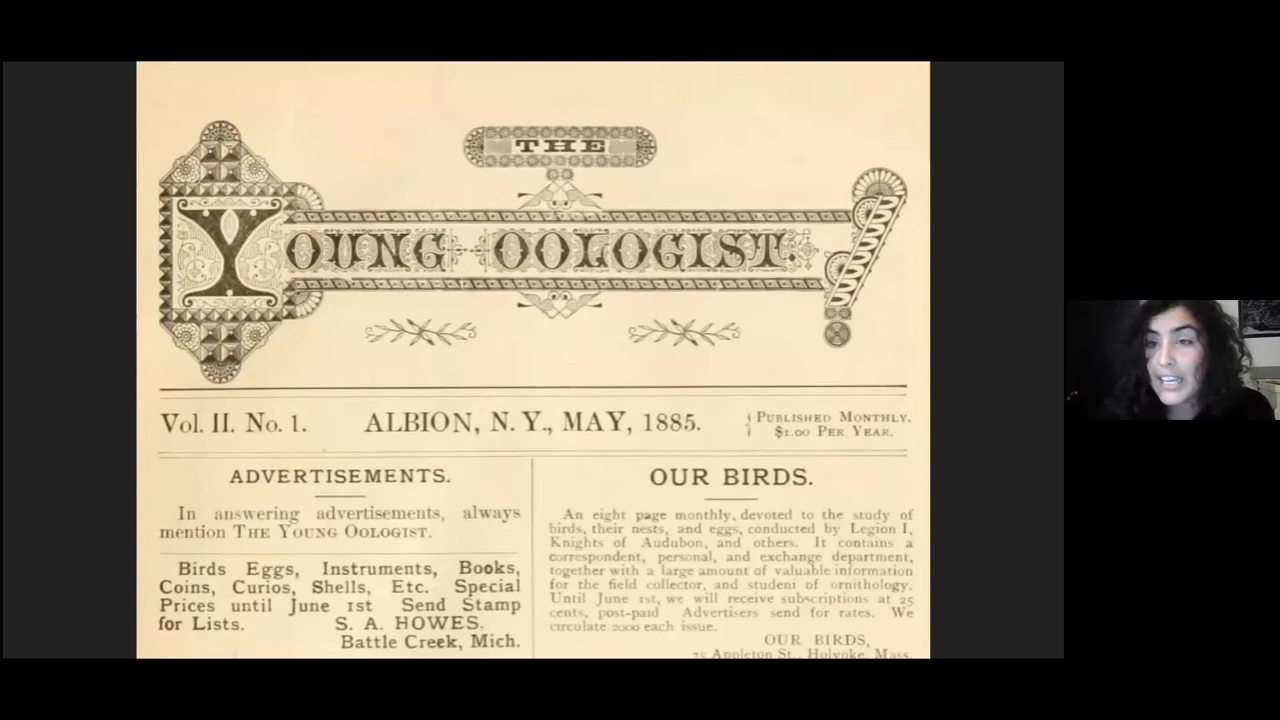 THE
YOUNG OOLOGIST.
Vol. II. No. 1.
ALBION, N. Y., MAY, 1885.
PUBLISHED MONTHLY.
$1.00 PER YEAR.
ADVERTISEMENTS.
In answering advertisements, always
mention THE YOUNG OOLOGIST.
Birds Eggs, Instruments, Books,
Coins, Curios, Shells, Etc. Special
Prices until June 1st Send Stamp
for Lists. S. A. HOWES,
Battle Creek, Mich.
OUR BIRDS.
An eight page monthly, devoted to the study of
birds, their nests, and eggs, conducted by Legion I,
Knights of Audubon, and others. It contains a
correspondent, personal, and exchange department,
together with a large amount of valuable information
for the field collector, and studeni of ornithology.
Until June 1st, we will receive subscriptions at 25
cents, post-paid Advertisers send for rates. We
circulate 2000 each issue.
OUR BIRDS,
75 Appleton St., Holyoke, Mass.